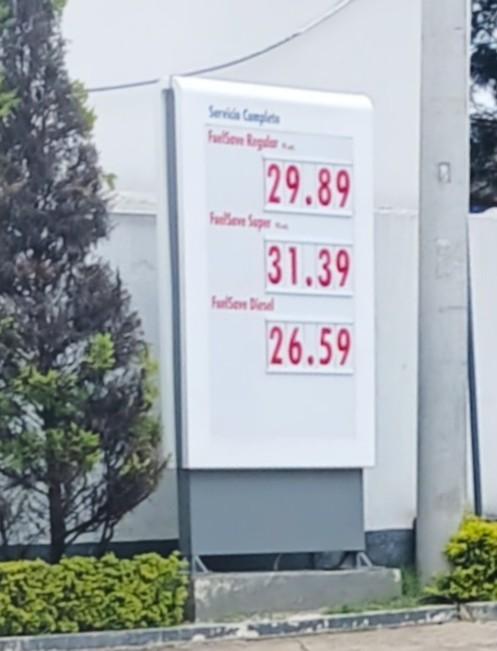 Servicio Completo
FuelSave Regular
29.89
FuelSave Super
31.39
FuelSave Diesel
26.59